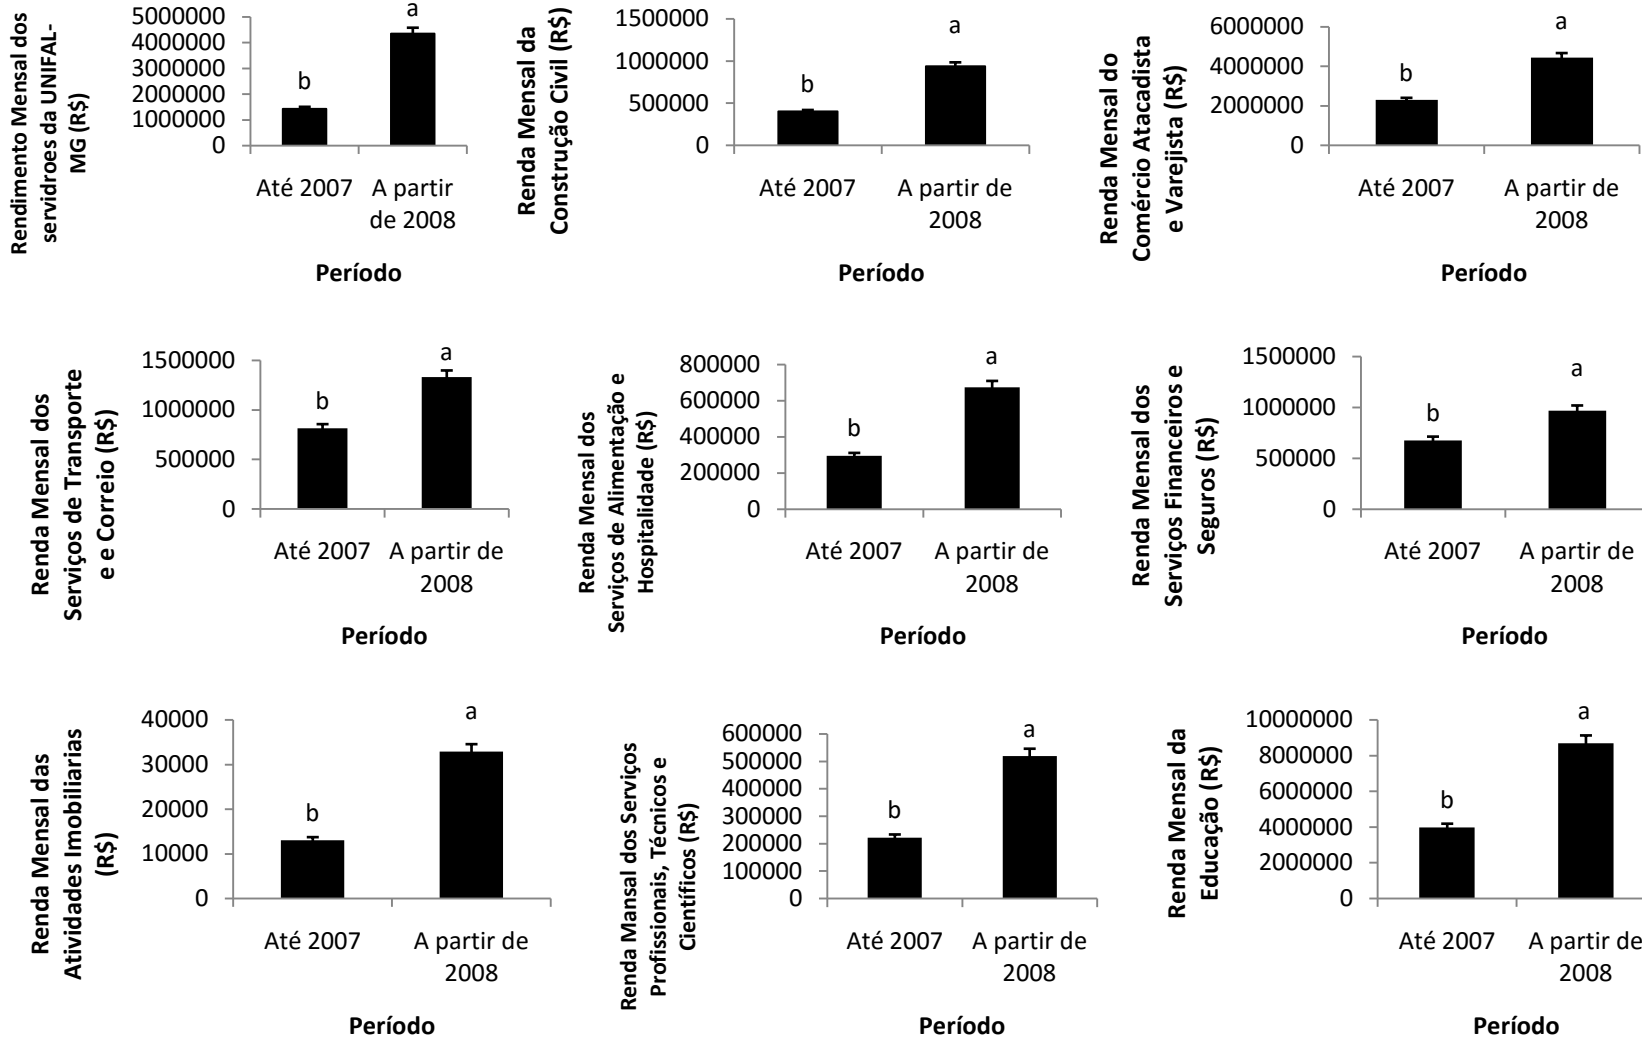 Rendimento Mensal dos
servidroes da UNIFAL-
MG (R$)
5000000
4000000
3000000
2000000
1000000
0
b
a
Até 2007
A partir
de 2008
Período
Renda Mensal da
Construção Civil (R$)
1500000
1000000
500000
0
b
a
Até 2007
A partir de
2008
Período
Renda Mensal do
Comércio Atacadista
e Varejista (R$)
6000000
4000000
2000000
0
b
a
Até 2007
A partir de
2008
Período
Renda Mensal dos
Serviços de Transporte
e Correio (R$)
1500000
1000000
500000
0
b
a
Até 2007
A partir de
2008
Período
Renda Mensal dos
Serviços de Alimentação e
Hospitalidade (R$)
800000
600000
400000
200000
0
b
a
Até 2007
A partir de
2008
Período
Renda Mensal dos
Serviços Financeiros e
Seguros (R$)
1500000
1000000
500000
0
b
a
Até 2007
A partir de
2008
Período
Renda Mensal das
Atividades Imobiliarias
(R$)
40000
30000
20000
10000
0
b
a
Até 2007
A partir de
2008
Período
Renda Mansal dos Serviços
Profissionais, Técnicos e
Científicos (R$)
600000
500000
400000
300000
200000
100000
0
b
a
Até 2007
A partir de
2008
Período
Renda Mensal da
Educação (R$)
10000000
8000000
6000000
4000000
2000000
0
b
a
Até 2007
A partir de
2008
Período